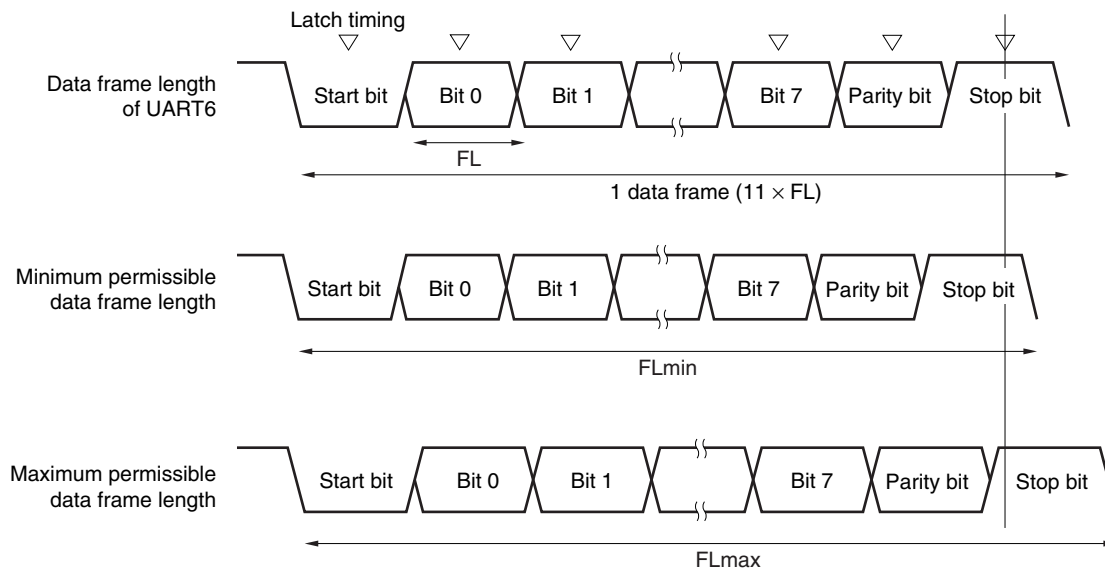 Latch timing
Data frame length
of UART6
Start bit
Bit 0
Bit 1
Bit 7
Parity bit
Stop bit
FL
1 data frame (11 × FL)
Minimum permissible
data frame length
Start bit
Bit 0
Bit 1
Bit 7
Parity bit
Stop bit
FLmin
Maximum permissible
data frame length
Start bit
Bit 0
Bit 1
Bit 7
Parity bit
Stop bit
FLmax